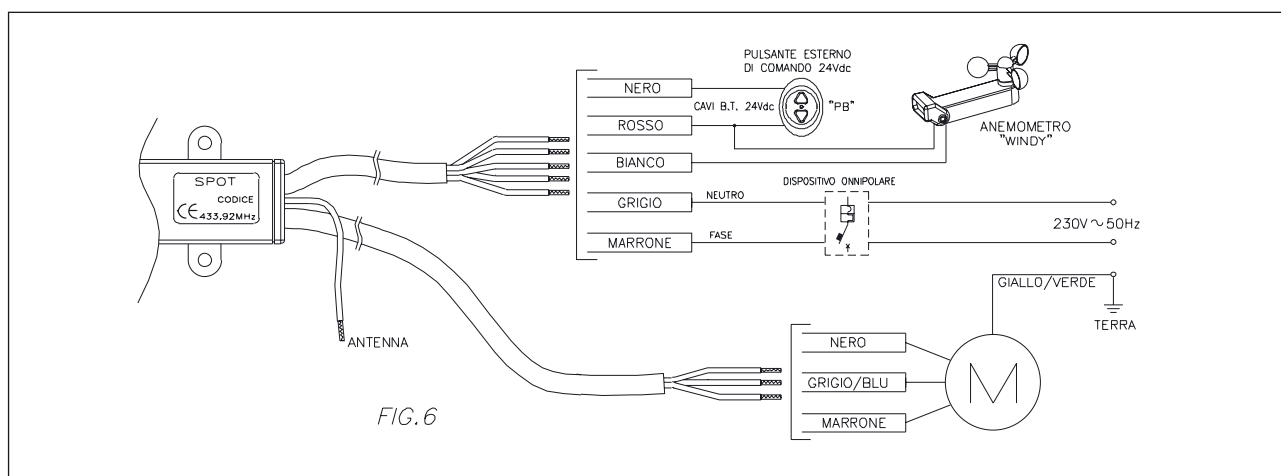 PULSANTE ESTERNO
DI COMANDO 24Vdc
NERO
CAVI B.T. 24Vdc
"PB"
ROSSO
ANEMOMETRO
"WINDY"
BIANCO
SPOT
CODICE
CE 433.92MHz
DISPOSITIVO ONNIPOLARE
GRIGIO
NEUTRO
230V~50Hz
MARRONE
FASE
GIALLO/VERDE
TERRA
ANTENNA
NERO
GRIGIO/BLU
M
MARRONE
FIG.6